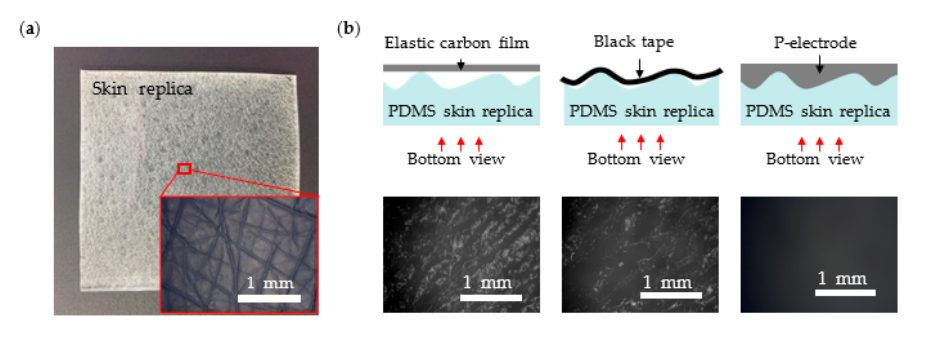 (a)
Skin replica
1 mm
(b)
Elastic carbon film
PDMS skin replica
Bottom view
1 mm
Black tape
PDMS skin replica
Bottom view
1 mm
P-electrode
PDMS skin replica
Bottom view
1 mm